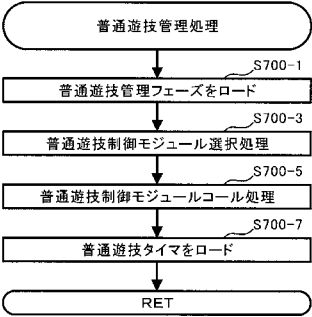 普通遊技管理処理
S700-1
普通遊技管理フェーズをロード
S700-3
普通遊技制御モジュール選択処理
S700-5
普通遊技制御モジュールコール処理
S700-7
普通遊技タイマをロード
RET